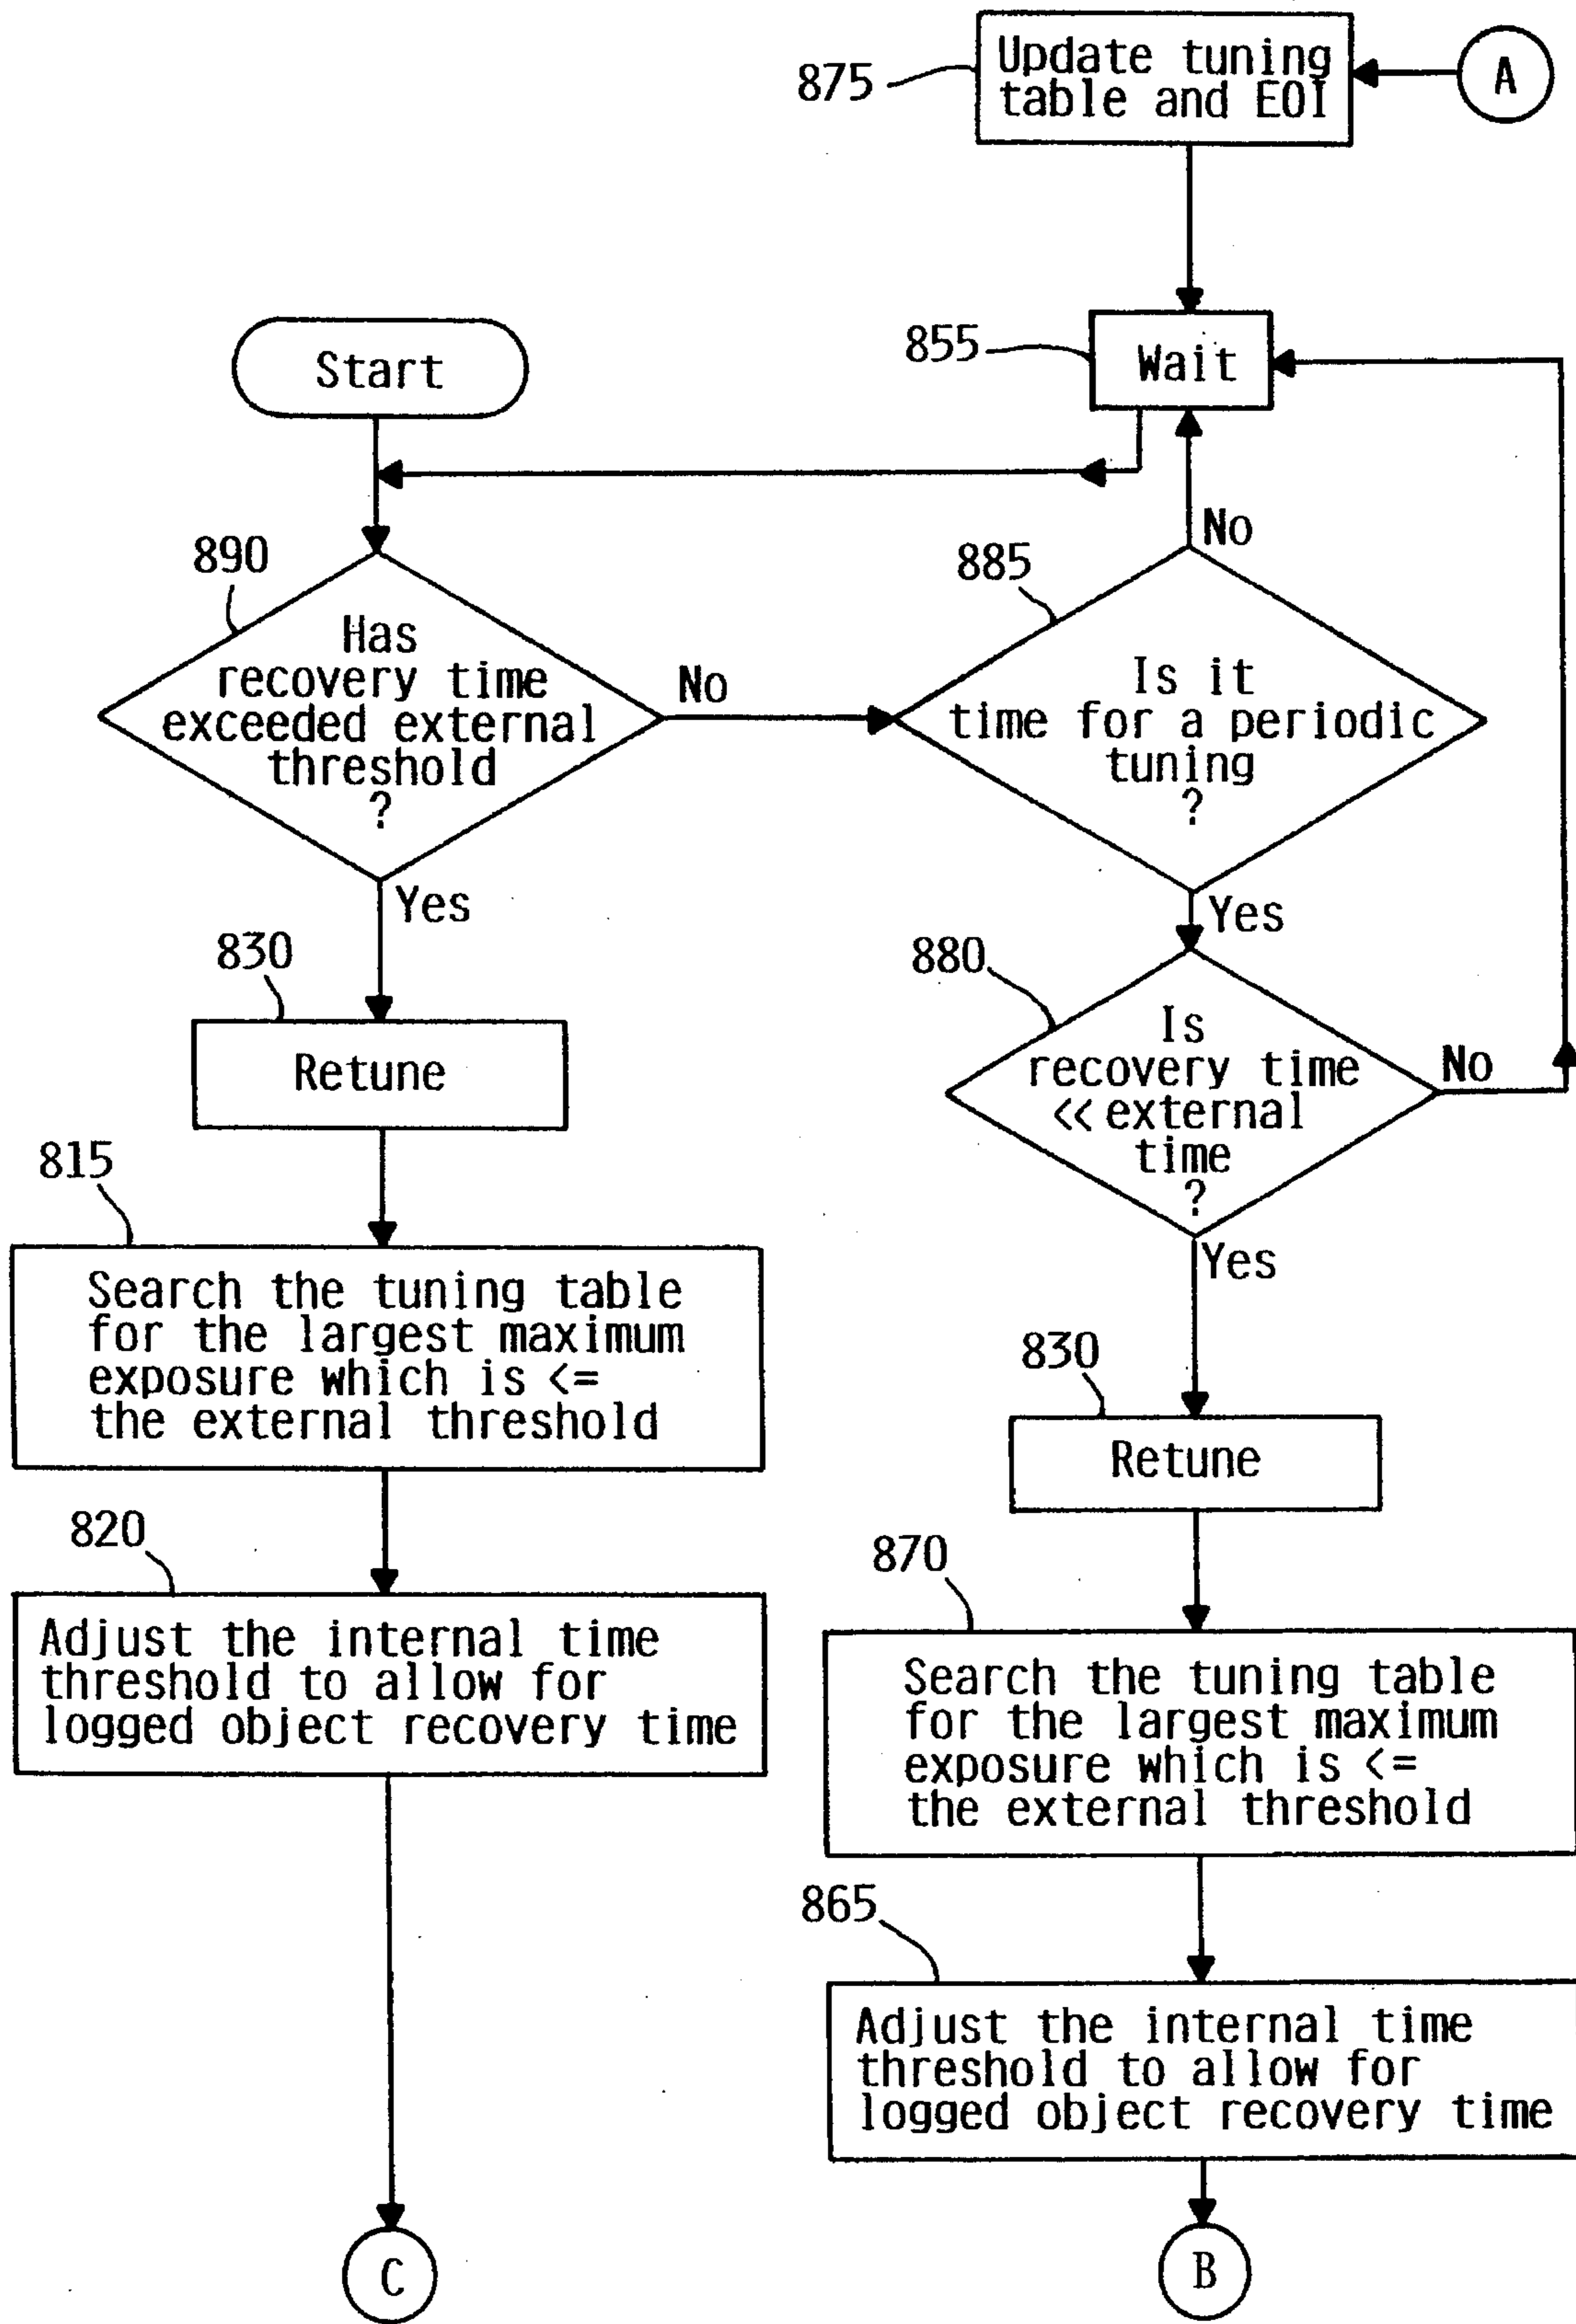 875
Update tuning
table and EOI
A
Start
855
Wait
890
Has
recovery time
exceeded external
threshold
?
No
Yes
885
Is it
time for a periodic
tuning
?
No
Yes
830
Retune
880
Is
recovery time
<< external
time
?
No
Yes
815
Search the tuning table
for the largest maximum
exposure which is <=
the external threshold
830
Retune
820
Adjust the internal time
threshold to allow for
logged object recovery time
870
Search the tuning table
for the largest maximum
exposure which is <=
the external threshold
865
Adjust the internal time
threshold to allow for
logged object recovery time
C
B